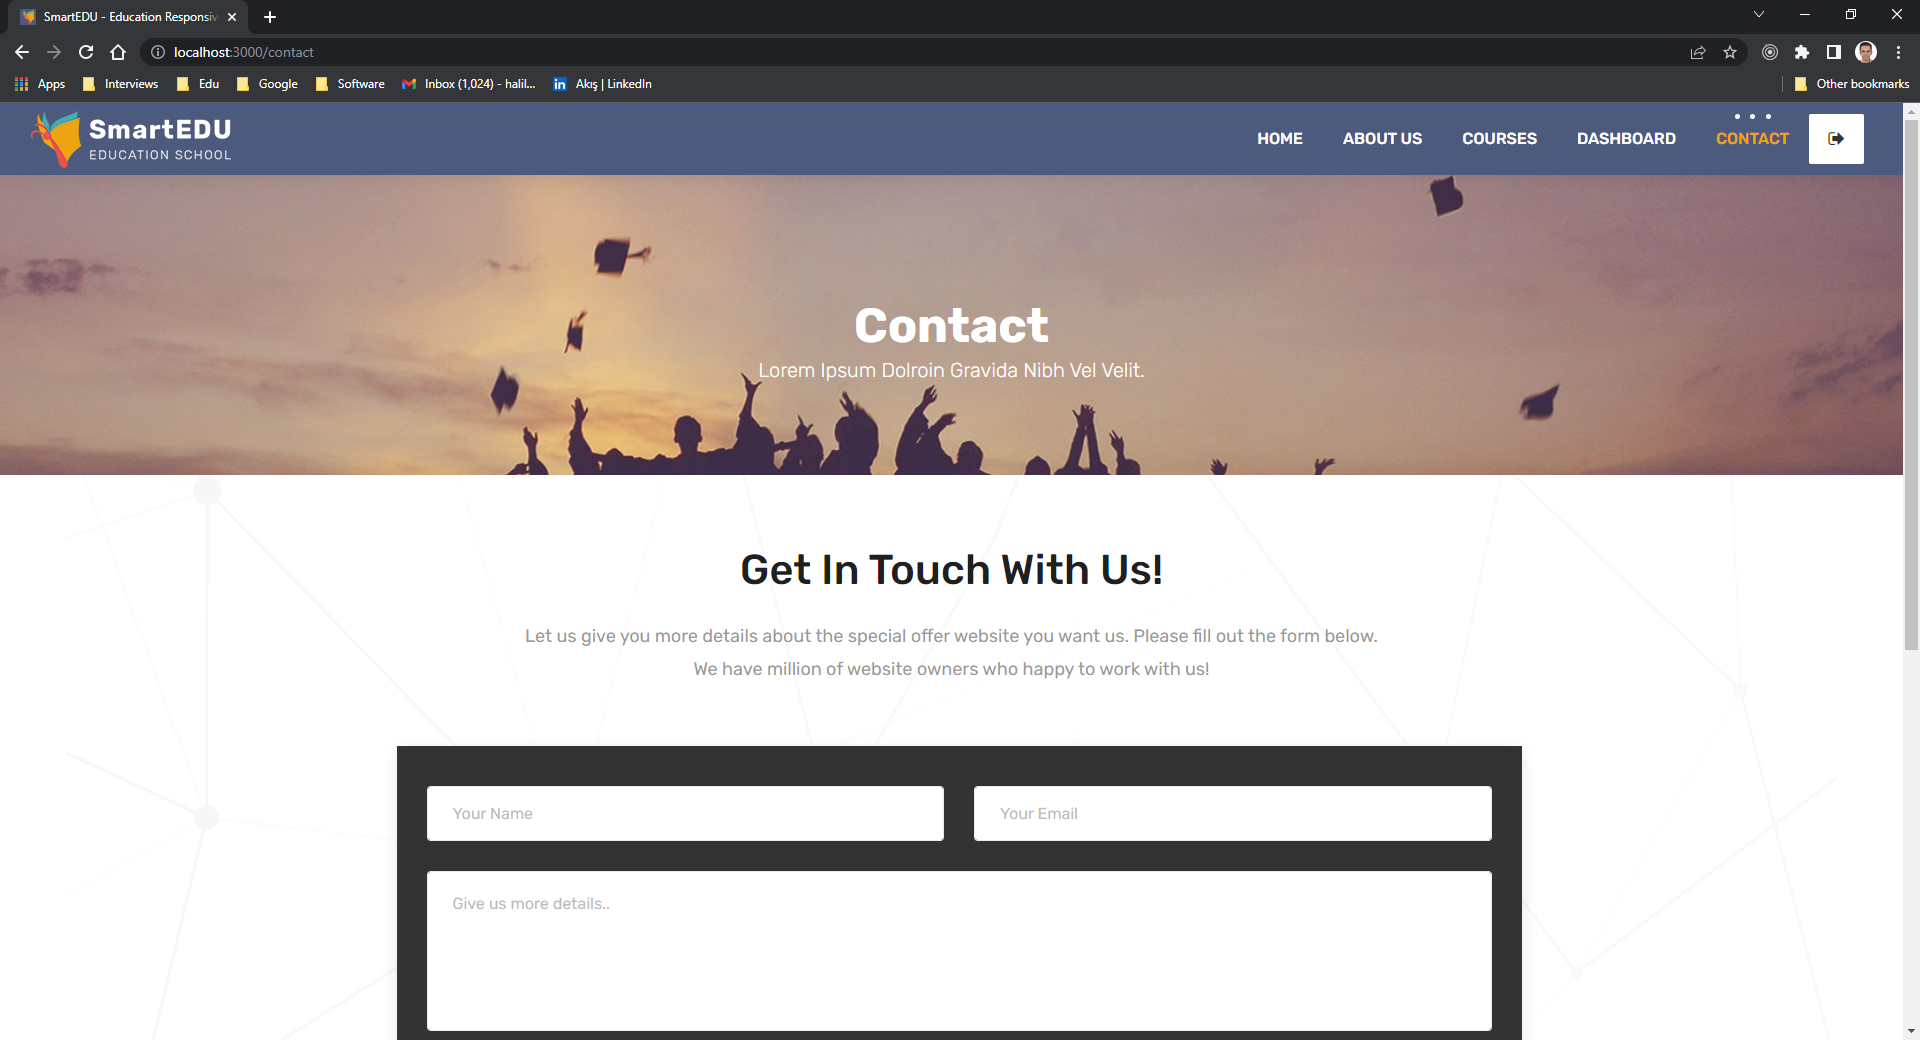 SmartEDU - Education Responsiv
localhost:3000/contact
Apps
Interviews
Edu
Google
Software
Inbox (1,024) - halil...
Akış | LinkedIn
Other bookmarks
SmartEDU
EDUCATION SCHOOL
HOME
ABOUT US
COURSES
DASHBOARD
CONTACT
Contact
Lorem Ipsum Dolroin Gravida Nibh Vel Velit.
Get In Touch With Us!
Let us give you more details about the special offer website you want us. Please fill out the form below.
We have million of website owners who happy to work with us!
Your Name
Your Email
Give us more details..